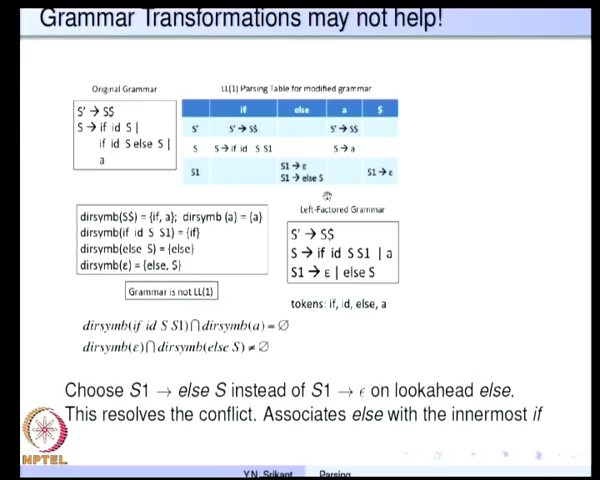 Grammar Transformations may not help!
Original Grammar
S' → S$
S → if id S |
if id S else S |
a
LL(1) Parsing Table for modified grammar
if else a $
S' S' → S$ S' → S$
S S → if id S S1 S → a
S1 S1 → ε S1 → else S S1 → ε
dirsymb(S$) = {if, a}; dirsymb (a) = {a}
dirsymb(if id S S1) = {if}
dirsymb(else S) = {else}
dirsymb(ε) = {else, $}
Grammar is not LL(1)
Left-Factored Grammar
S' → S$
S → if id S S1 | a
S1 → ε | else S
tokens: if, id, else, a
dirsymb(if id S S1)⋂dirsymb(a) = ∅
dirsymb(ε)⋂dirsymb(else S) ≠ ∅
Choose S1 → else S instead of S1 → ϵ on lookahead else.
This resolves the conflict. Associates else with the innermost if
NPTEL
Y.N. Srikant Parsing